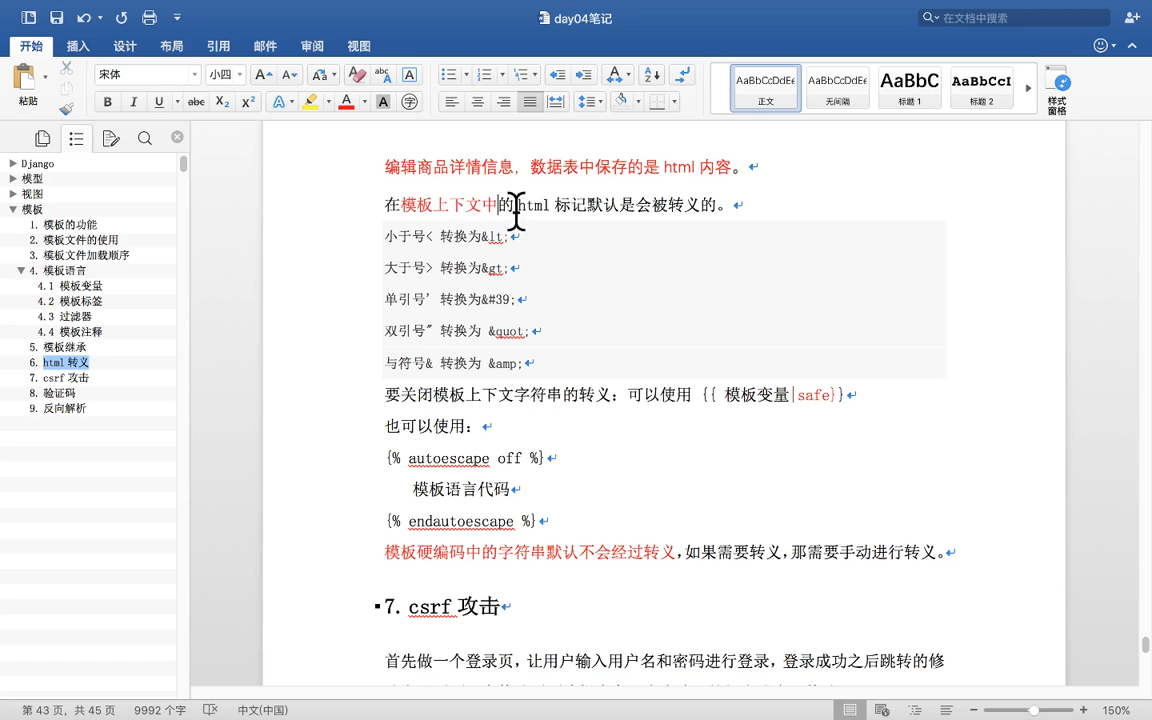 day04笔记
在文档中搜索
开始 插入 设计 布局 引用 邮件 审阅 视图
粘贴
宋体 小四
B I U abc X₂ X²
AaBbCcDdEe AaBbCcDdEe AaBbC AaBbCcI
正文 无间隔 标题 1 标题 2
样式
窗格
Django
模型
视图
模板
1. 模板的功能
2. 模板文件的使用
3. 模板文件加载顺序
4. 模板语言
4.1 模板变量
4.2 模板标签
4.3 过滤器
4.4 模板注释
5. 模板继承
6. html 转义
7. csrf 攻击
8. 验证码
9. 反向解析
编辑商品详情信息，数据表中保存的是 html 内容。
在模板上下文中的 html 标记默认是会被转义的。
小于号< 转换为&lt;
大于号> 转换为&gt;
单引号' 转换为&#39;
双引号" 转换为 &quot;
与符号& 转换为 &amp;
要关闭模板上下文字符串的转义：可以使用 {{ 模板变量|safe}}
也可以使用：
{% autoescape off %}
模板语言代码
{% endautoescape %}
模板硬编码中的字符串默认不会经过转义，如果需要转义，那需要手动进行转义。
7. csrf 攻击
首先做一个登录页，让用户输入用户名和密码进行登录，登录成功之后跳转的修
第 43 页，共 45 页 9992 个字 中文(中国) 150%